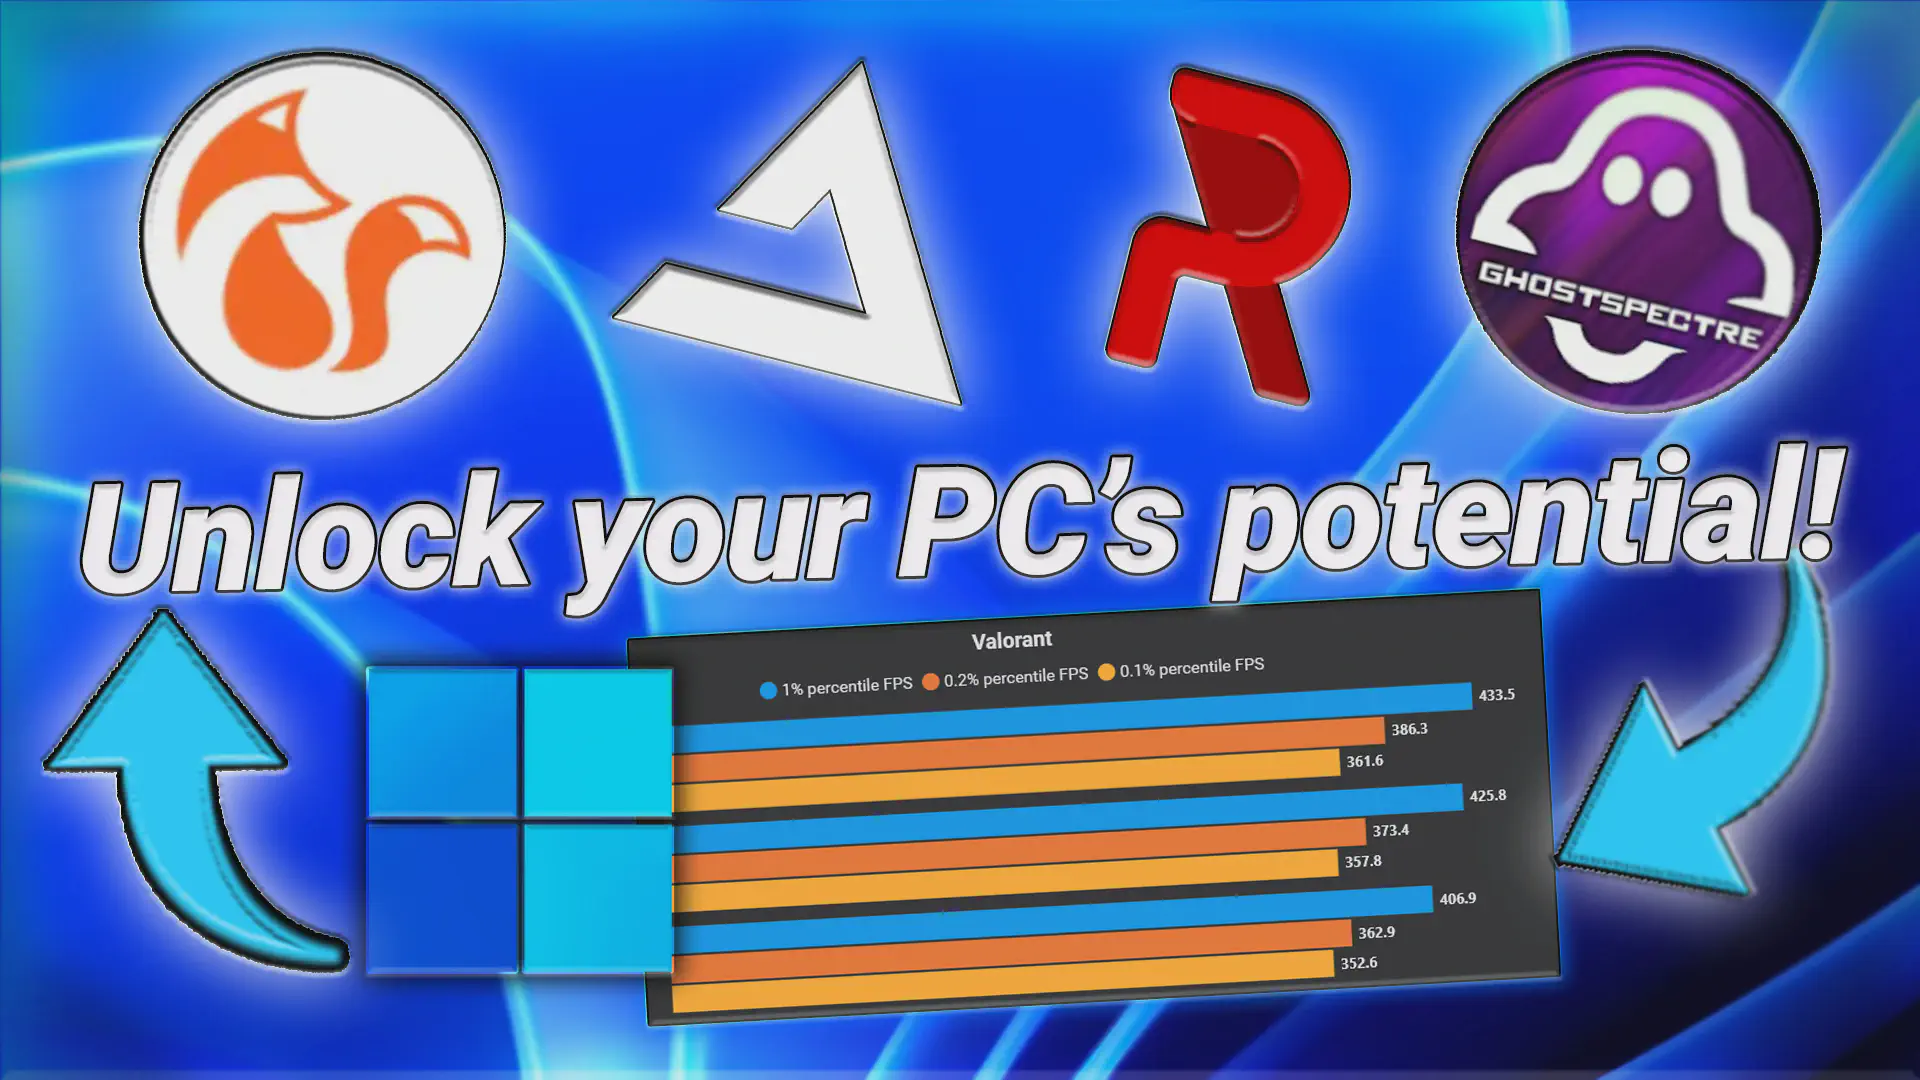 GHOSTSPECTRE
Unlock your PC's potential!
Valorant
1% percentile FPS 0.2% percentile FPS 0.1% percentile FPS
433.5
386.3
361.6
425.8
373.4
357.8
406.9
362.9
352.6